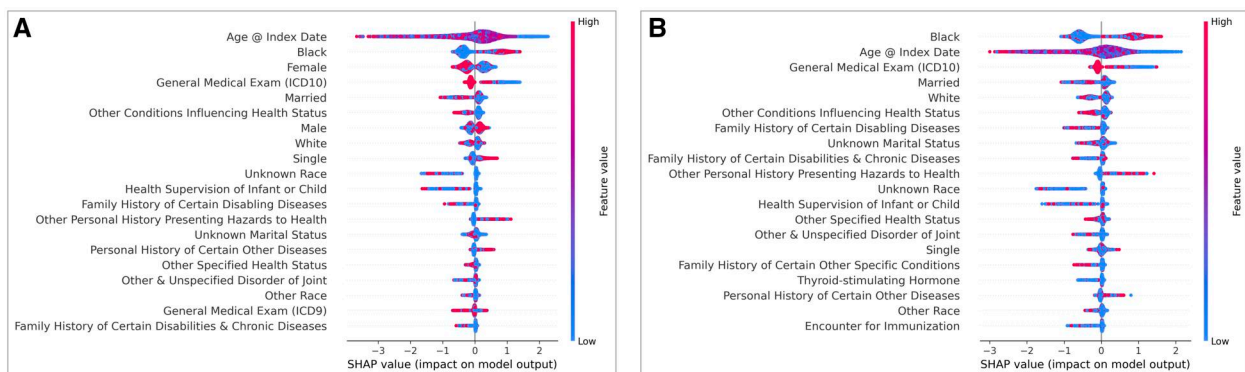 A
High
Age @ Index Date
Black
Female
General Medical Exam (ICD10)
Married
Other Conditions Influencing Health Status
Male
White
Single
Unknown Race
Health Supervision of Infant or Child
Family History of Certain Disabling Diseases
Other Personal History Presenting Hazards to Health
Unknown Marital Status
Personal History of Certain Other Diseases
Other Specified Health Status
Other & Unspecified Disorder of Joint
Other Race
General Medical Exam (ICD9)
Family History of Certain Disabilities & Chronic Diseases
Feature value
Low
−3 −2 −1 0 1 2
SHAP value (impact on model output)
B
High
Black
Age @ Index Date
General Medical Exam (ICD10)
Married
White
Other Conditions Influencing Health Status
Family History of Certain Disabling Diseases
Unknown Marital Status
Family History of Certain Disabilities & Chronic Diseases
Other Personal History Presenting Hazards to Health
Unknown Race
Health Supervision of Infant or Child
Other Specified Health Status
Other & Unspecified Disorder of Joint
Single
Family History of Certain Other Specific Conditions
Thyroid-stimulating Hormone
Personal History of Certain Other Diseases
Other Race
Encounter for Immunization
Feature value
Low
−3 −2 −1 0 1 2
SHAP value (impact on model output)